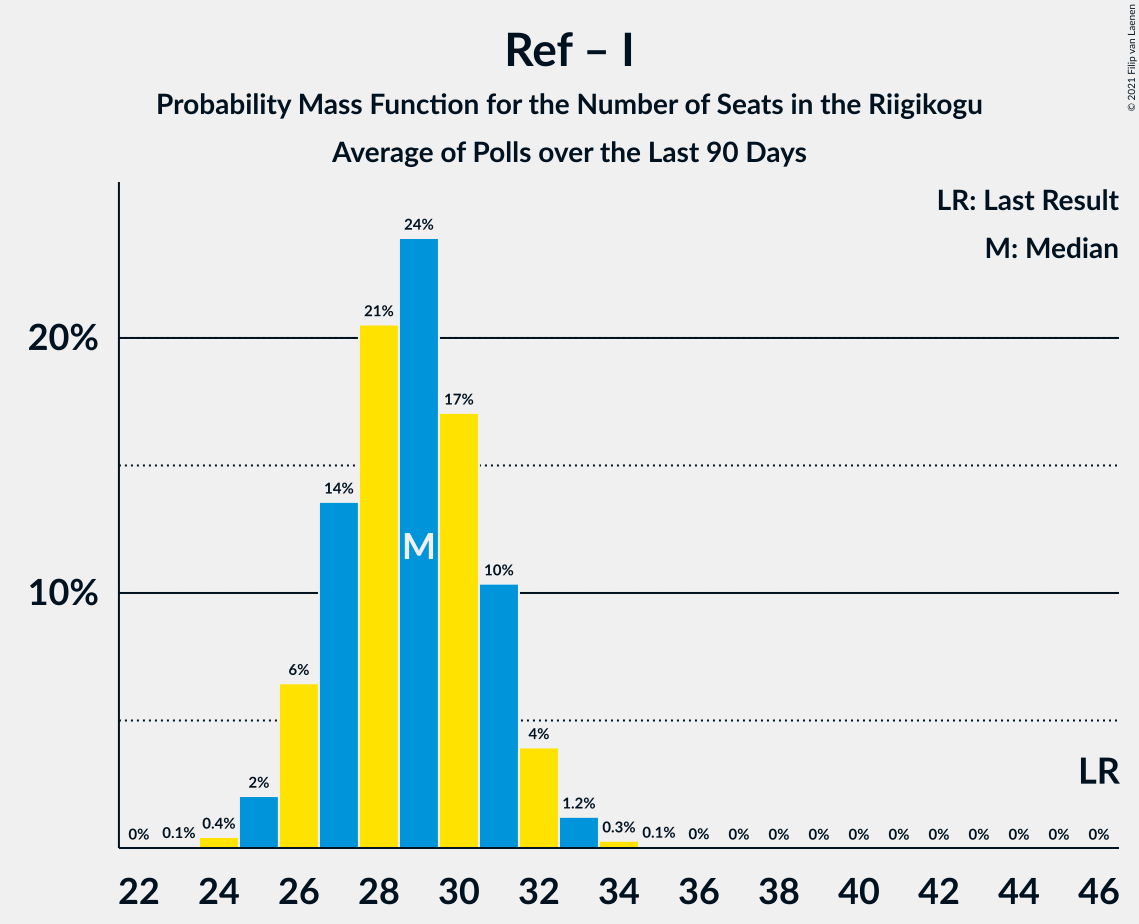 Ref – I
Probability Mass Function for the Number of Seats in the Riigikogu
Average of Polls over the Last 90 Days
© 2021 Filip van Laenen
LR: Last Result
M: Median
20%
10%
0% 0.1% 0.4% 2% 6% 14% 21% 24% 17% 10% 4% 1.2% 0.3% 0.1% 0% 0% 0% 0% 0% 0% 0% 0% 0% 0% 0%
M
LR
22 24 26 28 30 32 34 36 38 40 42 44 46